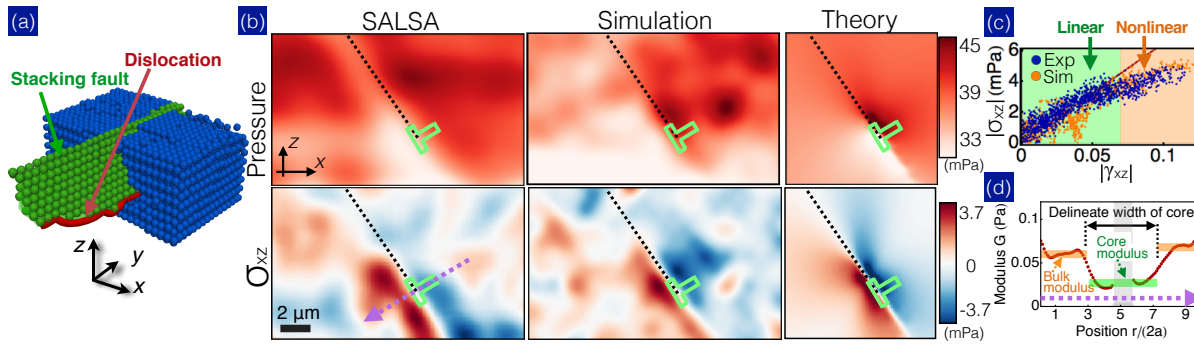 (a)
Stacking fault
Dislocation
z
y
x
(b)
SALSA
Simulation
Theory
Pressure
z
x
45
39
33
(mPa)
σxz
2 μm
3.7
0
-3.7
(mPa)
(c)
Linear
Nonlinear
|σxz| (mPa)
6
4
2
0
Exp
Sim
0
0.05
0.1
|γxz|
(d)
Delineate width of core
Modulus G (Pa)
0.1
0.05
0
Core
modulus
Bulk
modulus
1 3 5 7 9
Position r/(2a)